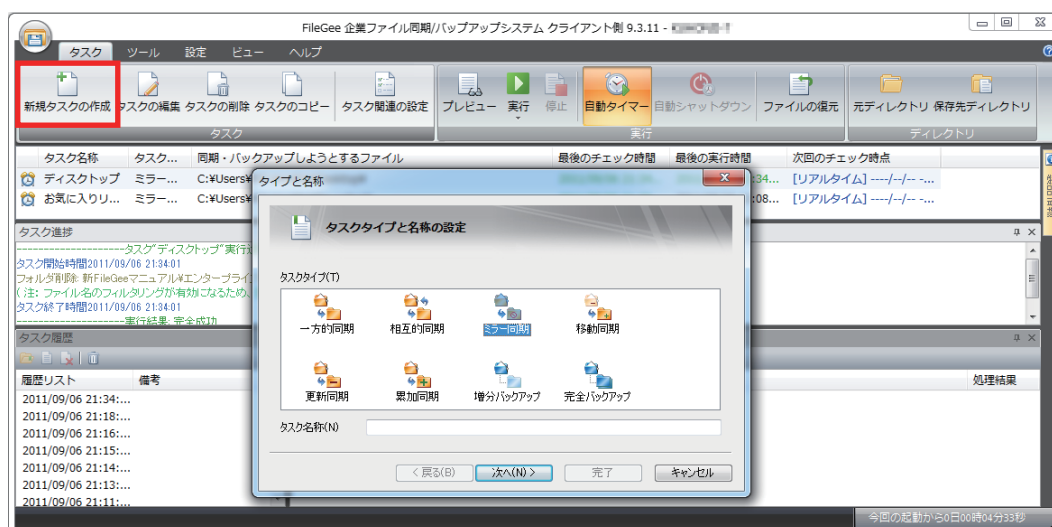 FileGee 企業ファイル同期/バップアップシステム クライアント側 9.3.11 -
タスク ツール 設定 ビュー ヘルプ
新規タスクの作成 タスクの編集 タスクの削除 タスクのコピー タスク関連の設定 プレビュー 実行 停止 自動タイマー 自動シャットダウン ファイルの復元 元ディレクトリ 保存先ディレクトリ
タスク 実行 ディレクトリ
タスク名称 タスク... 同期・バックアップしようとするファイル 最後のチェック時間 最後の実行時間 次回のチェック時点
ディスクトップ ミラー... C:¥Users¥ :34... [リアルタイム] ----/--/-- -...
お気に入りリ... ミラー... C:¥Users¥ :08... [リアルタイム] ----/--/-- -...
タイプと名称
タスクタイプと名称の設定
タスクタイプ(T)
一方的同期 相互的同期 ミラー同期 移動同期
更新同期 累加同期 増分バックアップ 完全バックアップ
タスク名称(N)
< 戻る(B) 次へ(N) > 完了 キャンセル
タスク進捗
--------------------タスク"ディスクトップ"実行
タスク開始時間2011/09/06 21:34:01
フォルダ削除: 新FileGeeマニュアル¥エンタープライ
(注: ファイル名のフィルタリングが有効になるため、
タスク終了時間2011/09/06 21:34:01
--------------------実行結果: 完全成功
タスク履歴
履歴リスト 備考 処理結果
2011/09/06 21:34:...
2011/09/06 21:18:...
2011/09/06 21:16:...
2011/09/06 21:15:...
2011/09/06 21:14:...
2011/09/06 21:13:...
2011/09/06 21:11:...
今回の起動から0日00時04分33秒